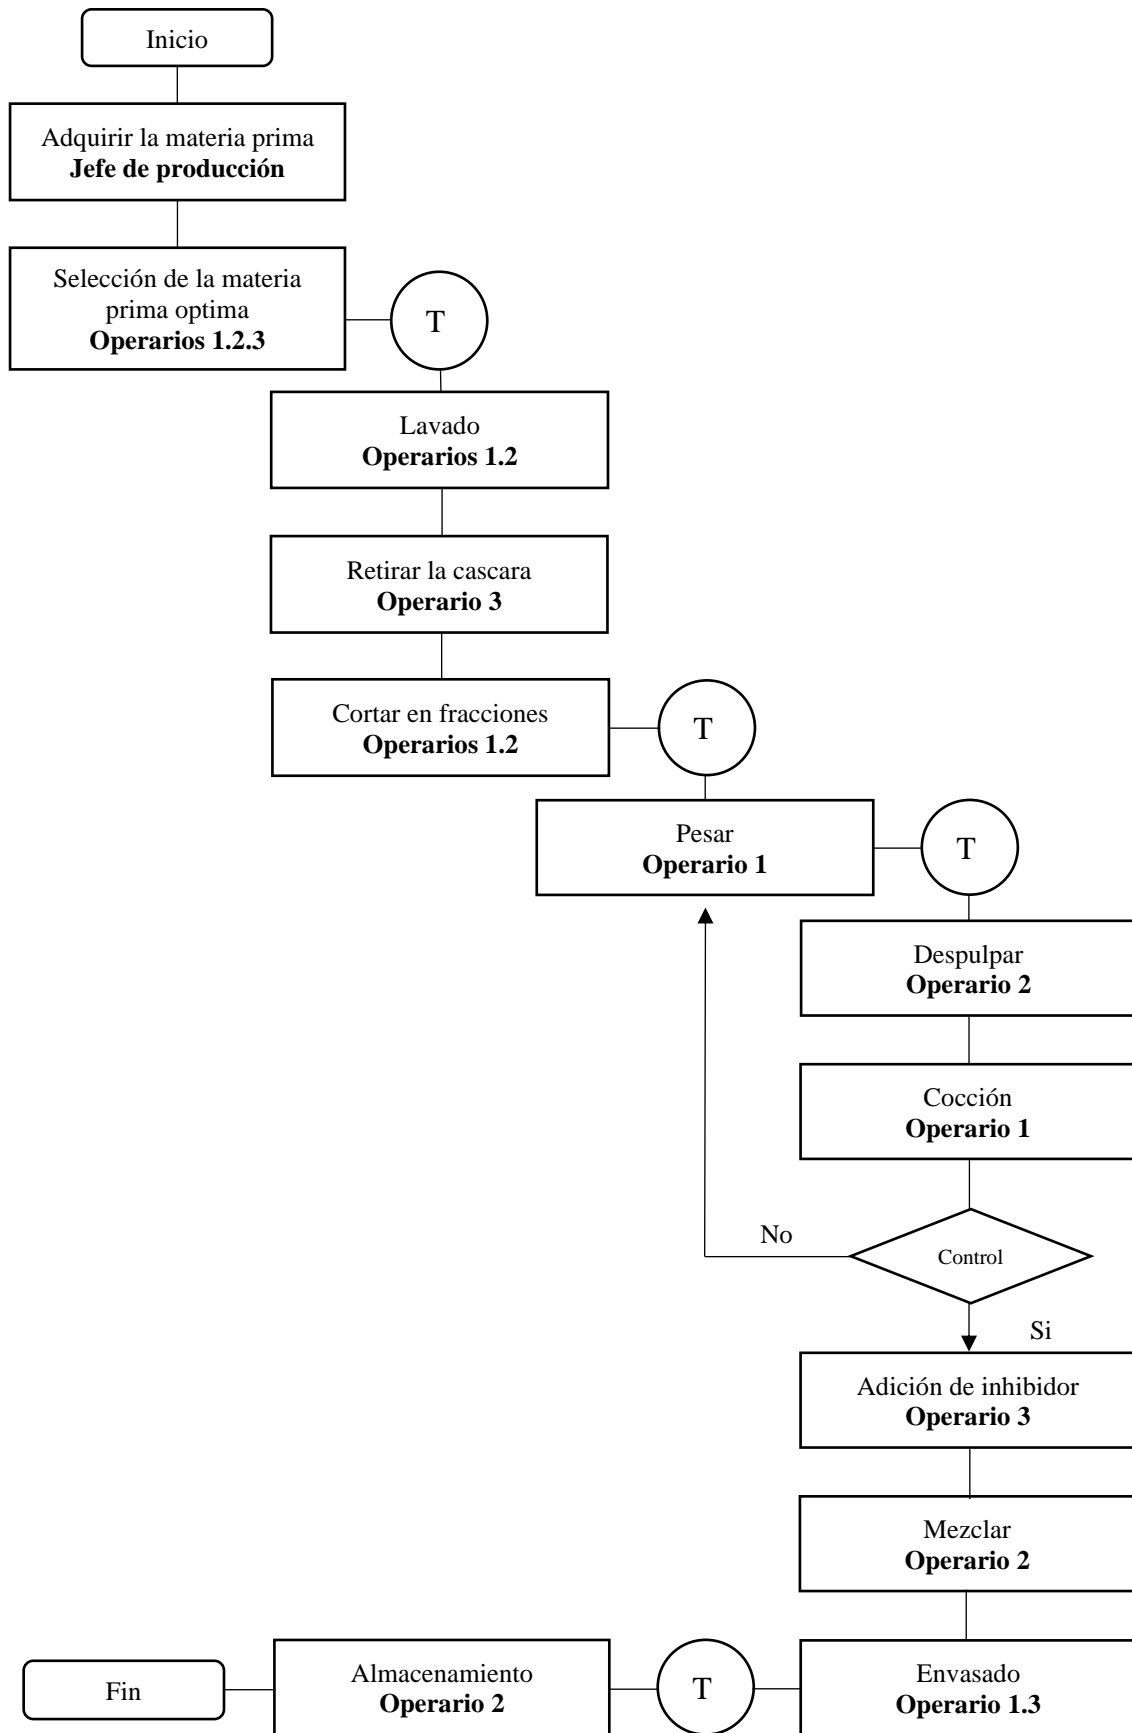 Inicio
Adquirir la materia prima
Jefe de producción
Selección de la materia
prima optima
Operarios 1.2.3
T
Lavado
Operarios 1.2
Retirar la cascara
Operario 3
Cortar en fracciones
Operarios 1.2
T
Pesar
Operario 1
T
Despulpar
Operario 2
Cocción
Operario 1
Control
No
Si
Adición de inhibidor
Operario 3
Mezclar
Operario 2
Envasado
Operario 1.3
T
Almacenamiento
Operario 2
Fin